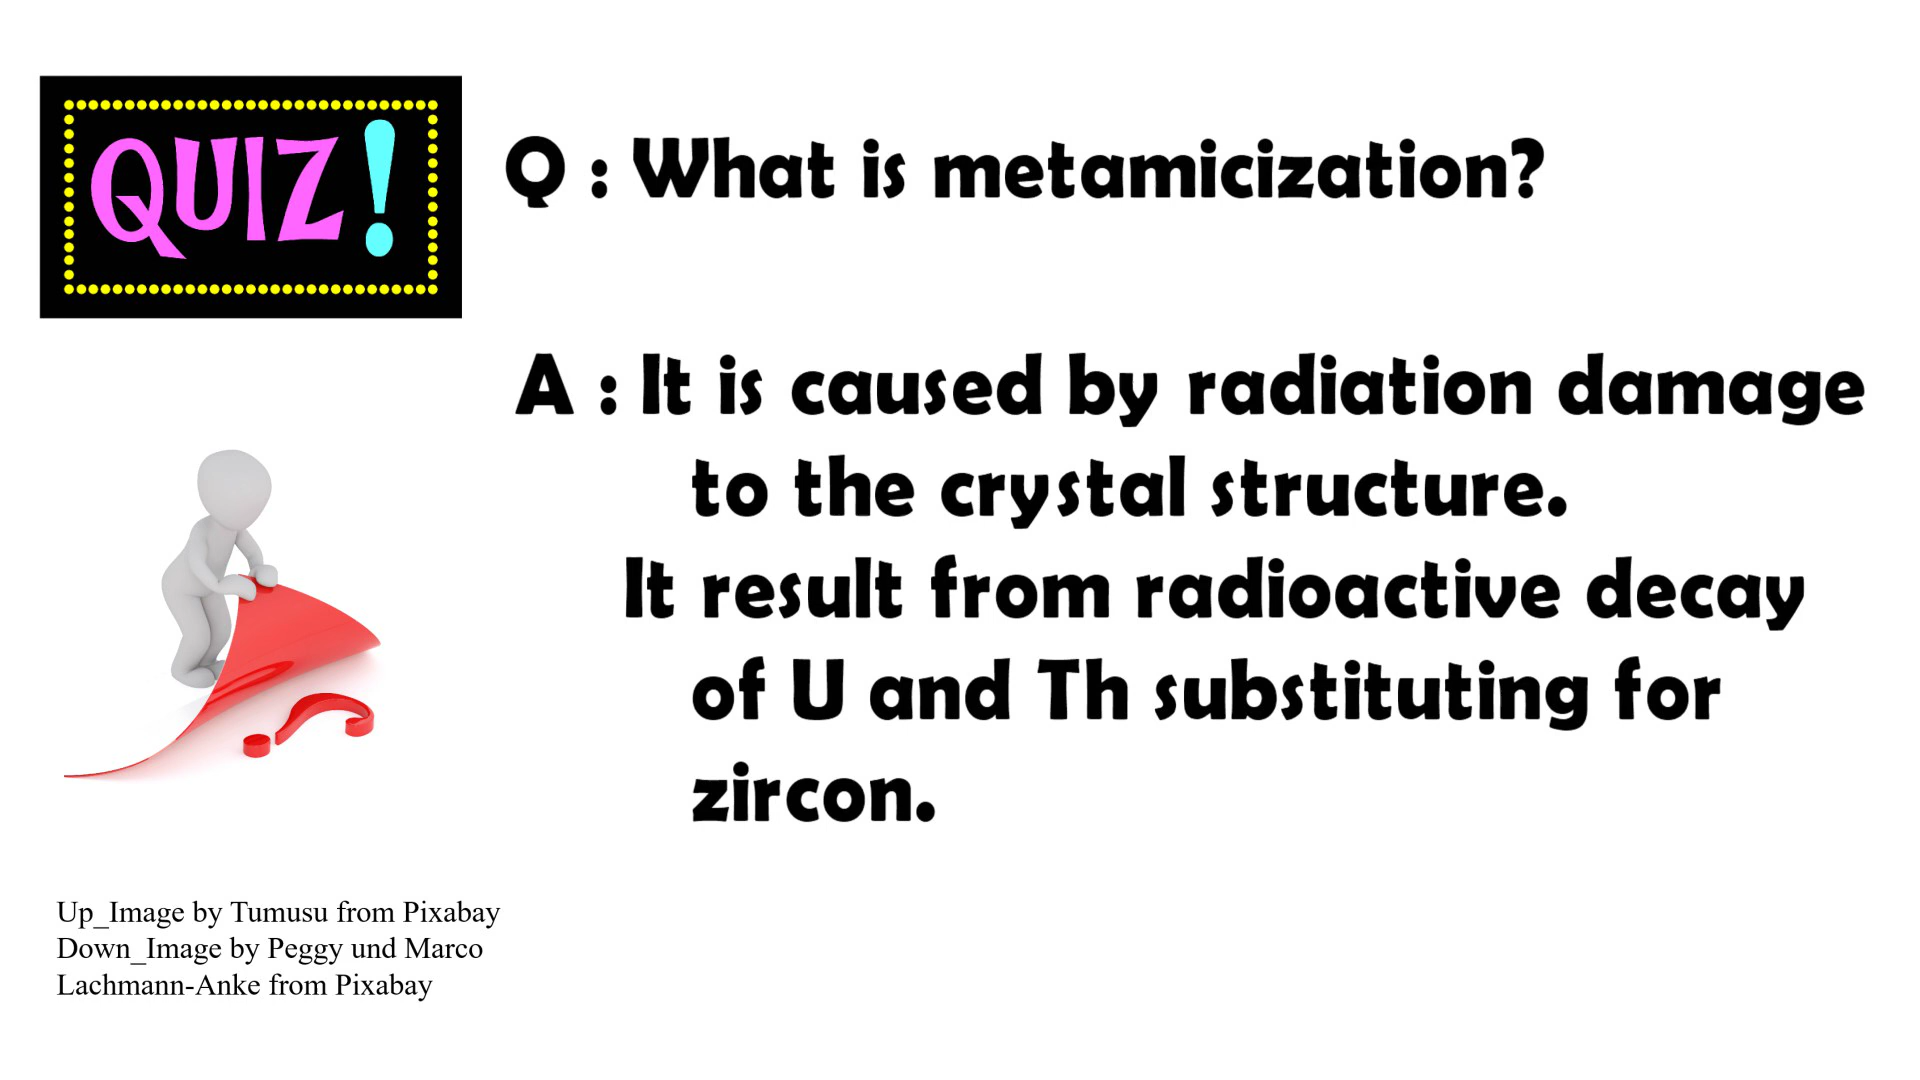 QUIZ!
Q : What is metamicization?
A : It is caused by radiation damage
to the crystal structure.
It result from radioactive decay
of U and Th substituting for
zircon.
Up_Image by Tumusu from Pixabay
Down_Image by Peggy und Marco
Lachmann-Anke from Pixabay